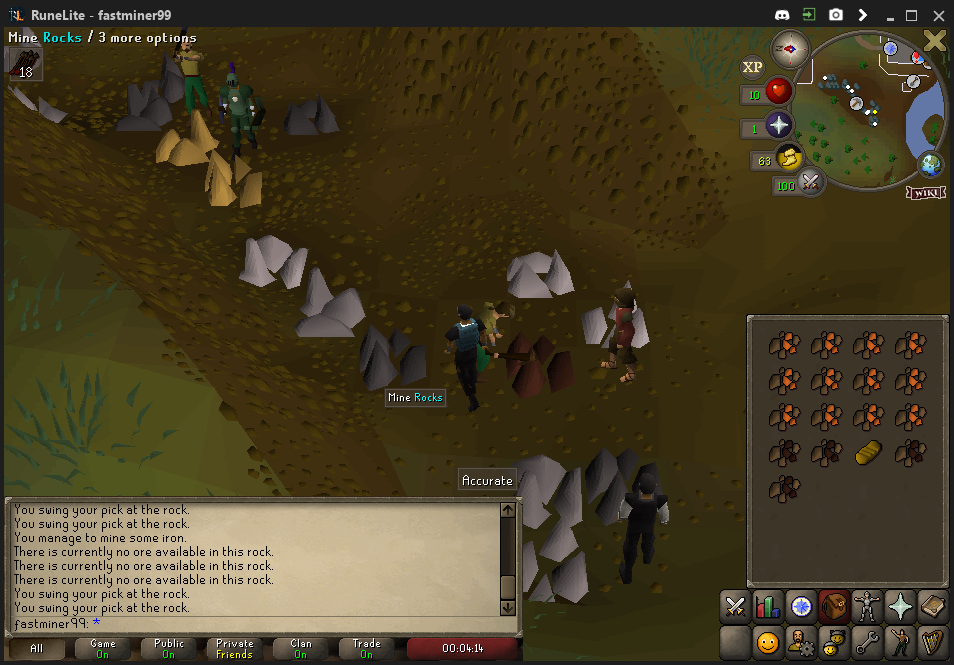 RuneLite - fastminer99
Mine Rocks / 3 more options
18
XP
10
1
63
100
WIKI
Mine Rocks
Accurate
You swing your pick at the rock.
You swing your pick at the rock.
You manage to mine some iron.
There is currently no ore available in this rock.
There is currently no ore available in this rock.
There is currently no ore available in this rock.
You swing your pick at the rock.
You swing your pick at the rock.
fastminer99: *
All
Game
On
Public
On
Private
Friends
Clan
On
Trade
On
00:04:14